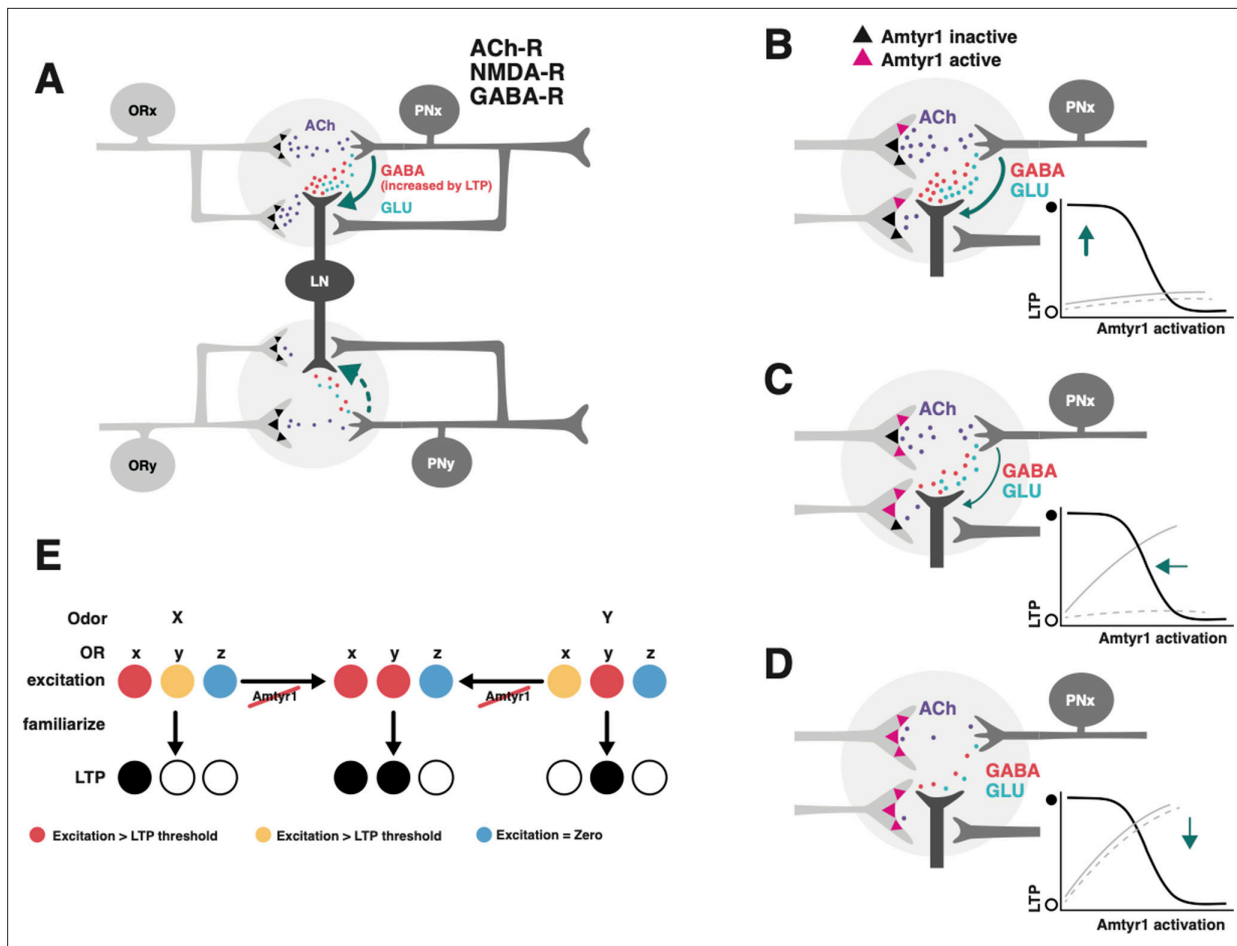 A
ACh-R
NMDA-R
GABA-R
ORx
PNx
ACh
GABA
(increased by LTP)
GLU
LN
ORy
PNy
B
Amtyr1 inactive
Amtyr1 active
ACh
PNx
GABA
GLU
LTP
Amtyr1 activation
C
ACh
PNx
GABA
GLU
LTP
Amtyr1 activation
D
ACh
PNx
GABA
GLU
LTP
Amtyr1 activation
E
Odor X Y
OR x y z x y z x y z
excitation
Amtyr1 Amtyr1
familiarize
LTP
Excitation > LTP threshold Excitation > LTP threshold Excitation = Zero